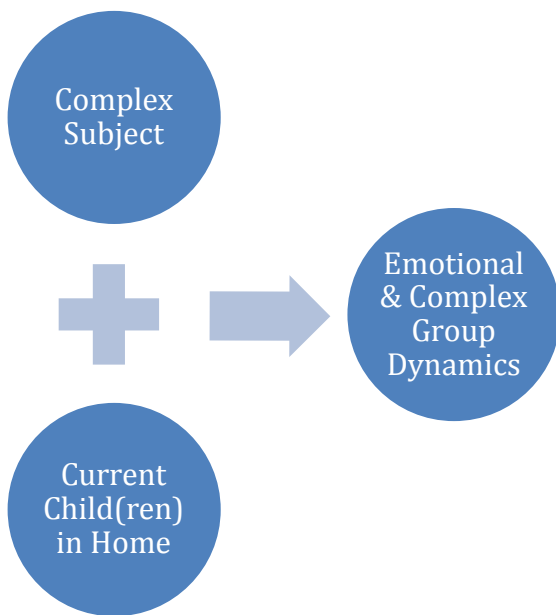 Complex
Subject
Emotional
& Complex
Group
Dynamics
Current
Child(ren)
in Home